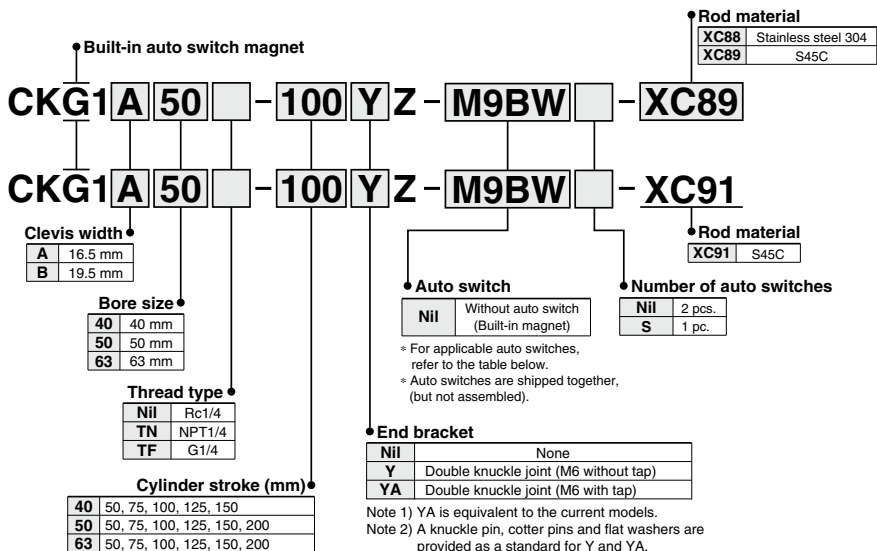 Rod material
XC88 Stainless steel 304
XC89 S45C
Built-in auto switch magnet
CKG1 A 50 - 100 Y Z - M9BW - XC89
CKG1 A 50 - 100 Y Z - M9BW - XC91
Clevis width
A 16.5 mm
B 19.5 mm
Rod material
XC91 S45C
Bore size
40 40 mm
50 50 mm
63 63 mm
Auto switch
Nil Without auto switch
(Built-in magnet)
* For applicable auto switches,
refer to the table below.
* Auto switches are shipped together,
(but not assembled).
Number of auto switches
Nil 2 pcs.
S 1 pc.
Thread type
Nil Rc1/4
TN NPT1/4
TF G1/4
End bracket
Nil None
Y Double knuckle joint (M6 without tap)
YA Double knuckle joint (M6 with tap)
Note 1) YA is equivalent to the current models.
Note 2) A knuckle pin, cotter pins and flat washers are
provided as a standard for Y and YA.
Cylinder stroke (mm)
40 50, 75, 100, 125, 150
50 50, 75, 100, 125, 150, 200
63 50, 75, 100, 125, 150, 200